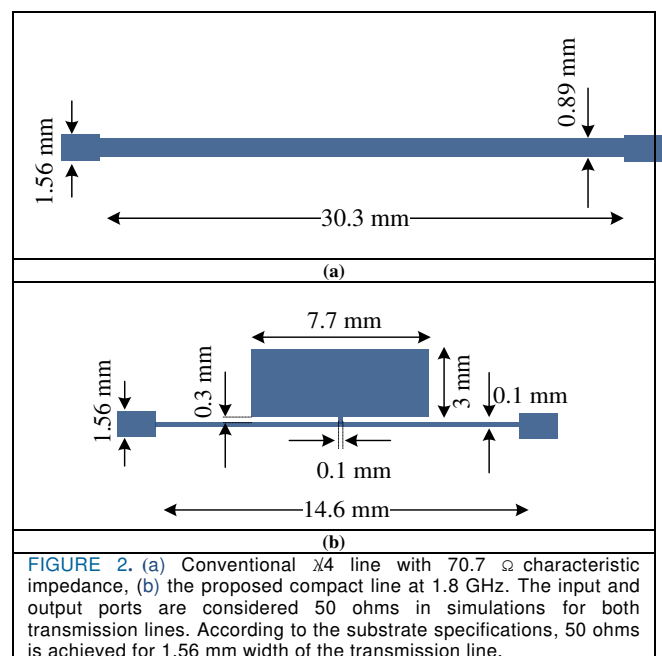 1.56 mm
0.89 mm
30.3 mm
(a)
7.7 mm
1.56 mm
0.3 mm
3 mm
0.1 mm
0.1 mm
14.6 mm
(b)
FIGURE 2. (a) Conventional λ/4 line with 70.7 Ω characteristic
impedance, (b) the proposed compact line at 1.8 GHz. The input and
output ports are considered 50 ohms in simulations for both
transmission lines. According to the substrate specifications, 50 ohms
is achieved for 1.56 mm width of the transmission line.